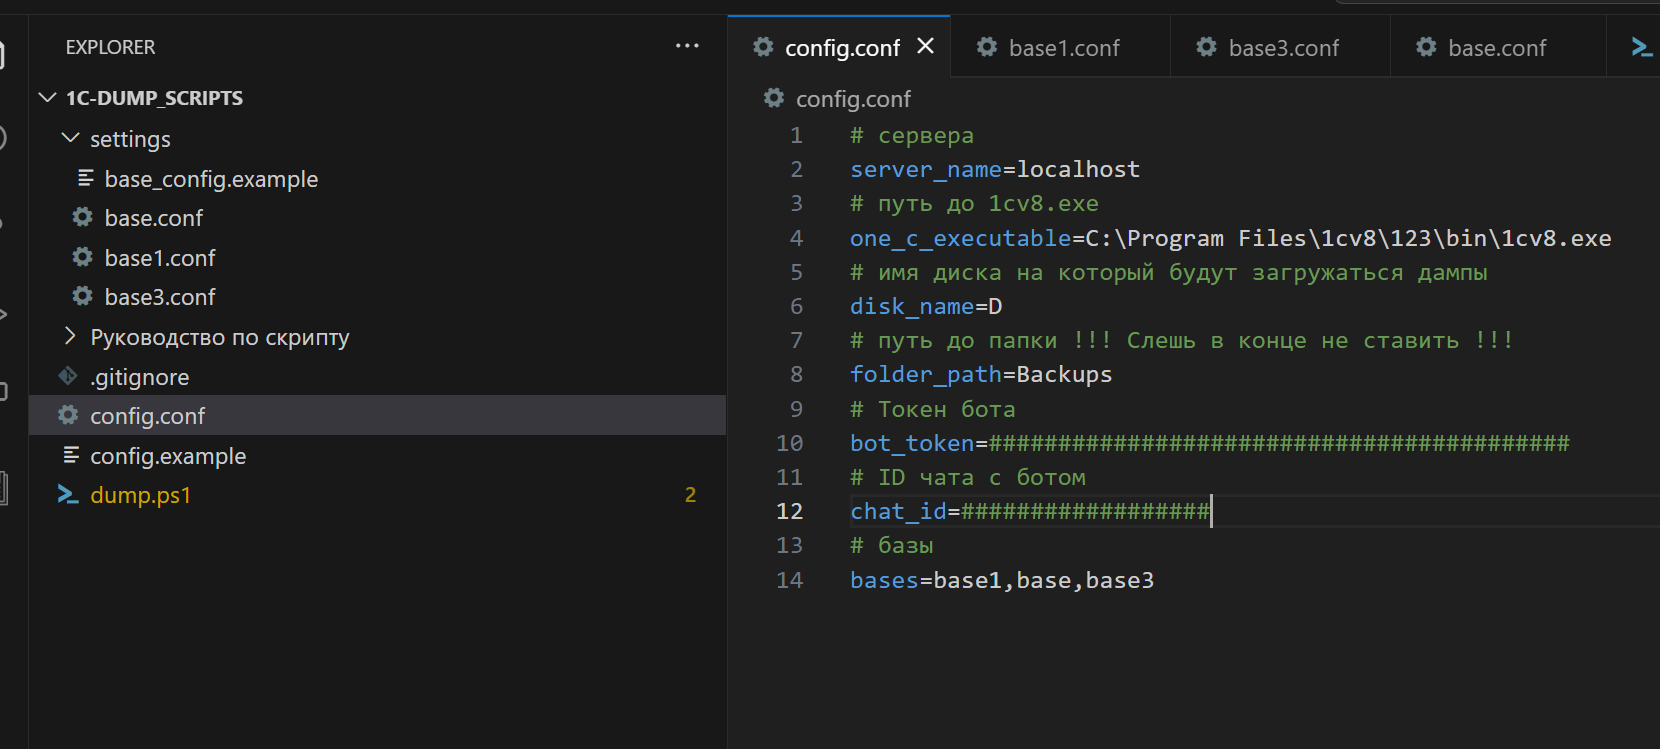 EXPLORER
1C-DUMP_SCRIPTS
settings
base_config.example
base.conf
base1.conf
base3.conf
Руководство по скрипту
.gitignore
config.conf
config.example
dump.ps1 2
config.conf base1.conf base3.conf base.conf
config.conf
1 # сервера
2 server_name=localhost
3 # путь до 1cv8.exe
4 one_c_executable=C:\Program Files\1cv8\123\bin\1cv8.exe
5 # имя диска на который будут загружаться дампы
6 disk_name=D
7 # путь до папки !!! Слешь в конце не ставить !!!
8 folder_path=Backups
9 # Токен бота
10 bot_token=##########################################
11 # ID чата с ботом
12 chat_id=##################
13 # базы
14 bases=base1,base,base3